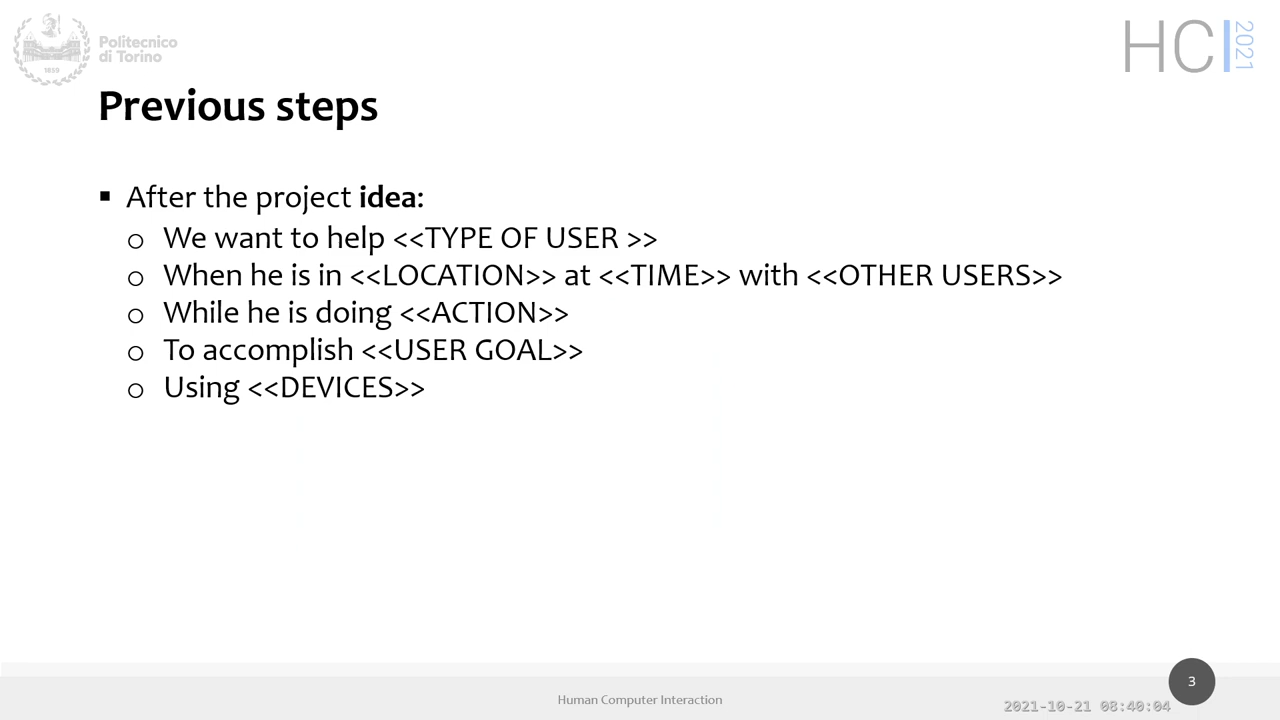 Politecnico
di Torino
1859
HCI 2021
Previous steps
▪ After the project idea:
o We want to help <<TYPE OF USER >>
o When he is in <<LOCATION>> at <<TIME>> with <<OTHER USERS>>
o While he is doing <<ACTION>>
o To accomplish <<USER GOAL>>
o Using <<DEVICES>>
Human Computer Interaction
3
2021-10-21 08:40:04